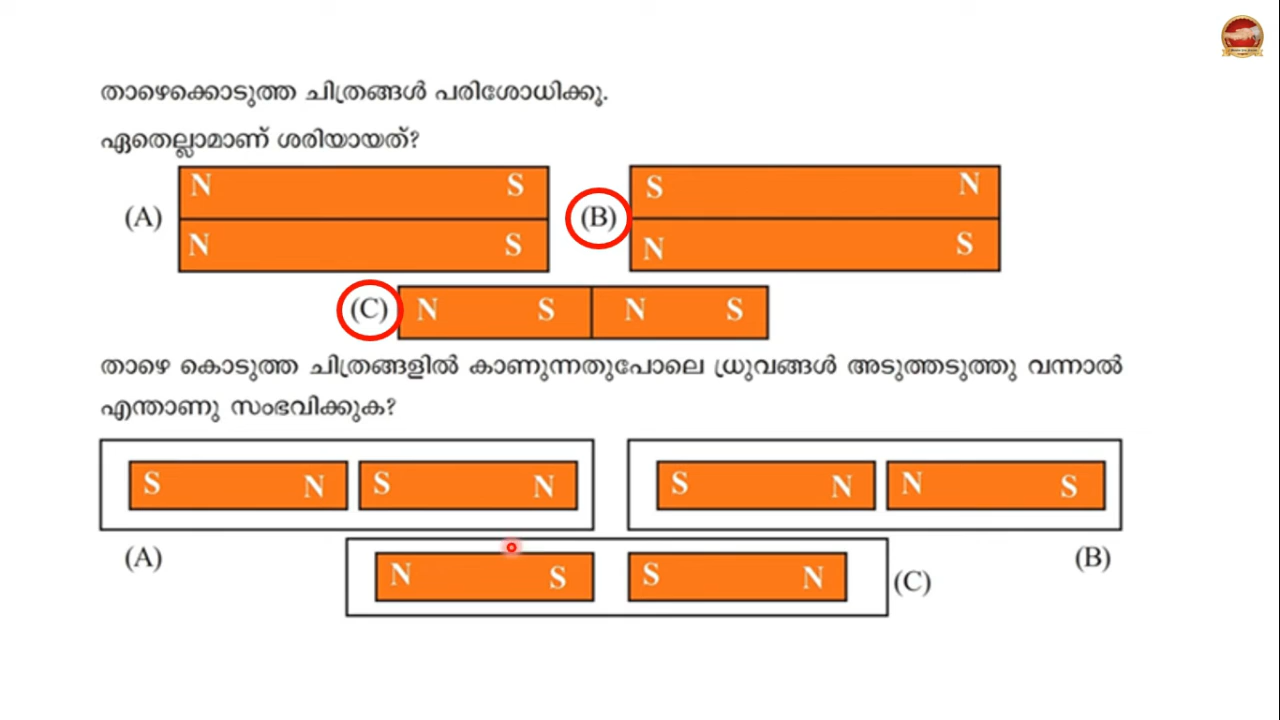 താഴെക്കൊടുത്ത ചിത്രങ്ങൾ പരിശോധിക്കൂ.
ഏതെല്ലാമാണ് ശരിയായത്?
N S S N
(A) (B)
N S N S
(C) N S N S
താഴെ കൊടുത്ത ചിത്രങ്ങളിൽ കാണുന്നതുപോലെ ധ്രുവങ്ങൾ അടുത്തടുത്തു വന്നാൽ
എന്താണു സംഭവിക്കുക?
S N S N S N N S
(A) (B)
N S S N (C)